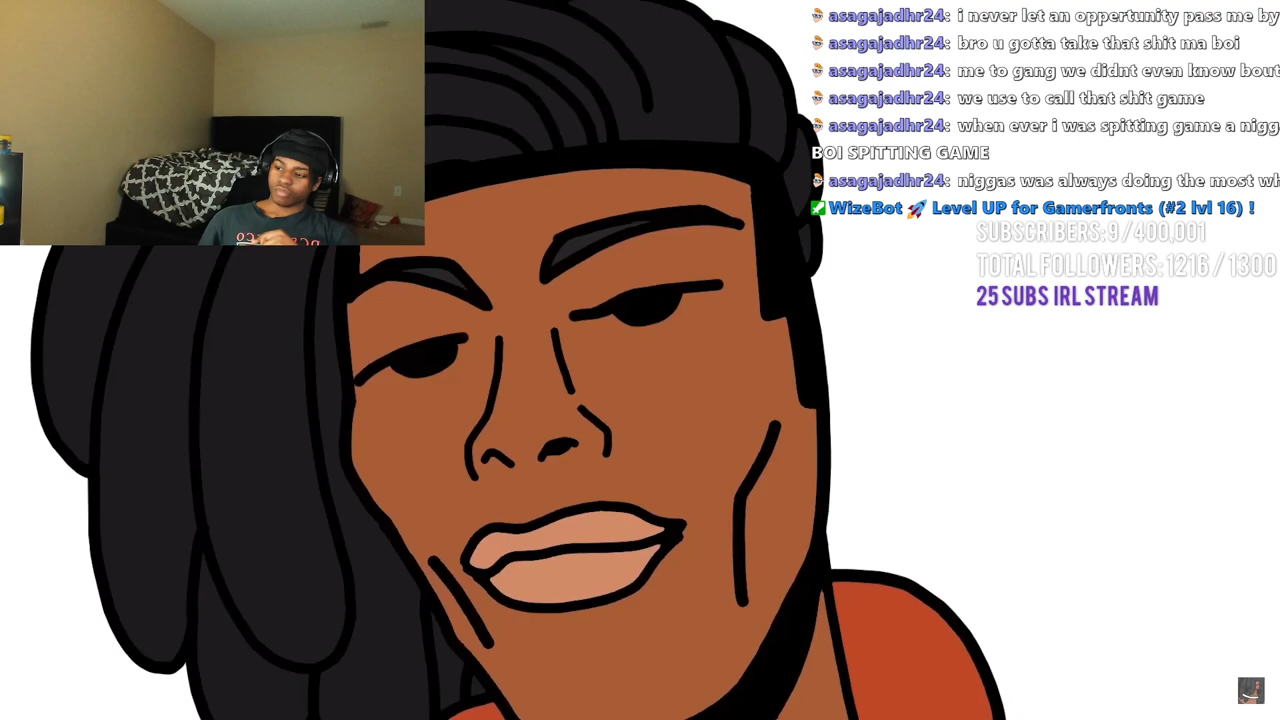 asagajadhr24: i never let an oppertunity pass me by
asagajadhr24: bro u gotta take that shit ma boi
asagajadhr24: me to gang we didnt even know bout
asagajadhr24: we use to call that shit game
asagajadhr24: when ever i was spitting game a nigg
BOI SPITTING GAME
asagajadhr24: niggas was always doing the most wh
WizeBot 🚀 Level UP for Gamerfronts (#2 lvl 16) !
SUBSCRIBERS: 9 / 400,001
TOTAL FOLLOWERS: 1216 / 1300
25 SUBS IRL STREAM